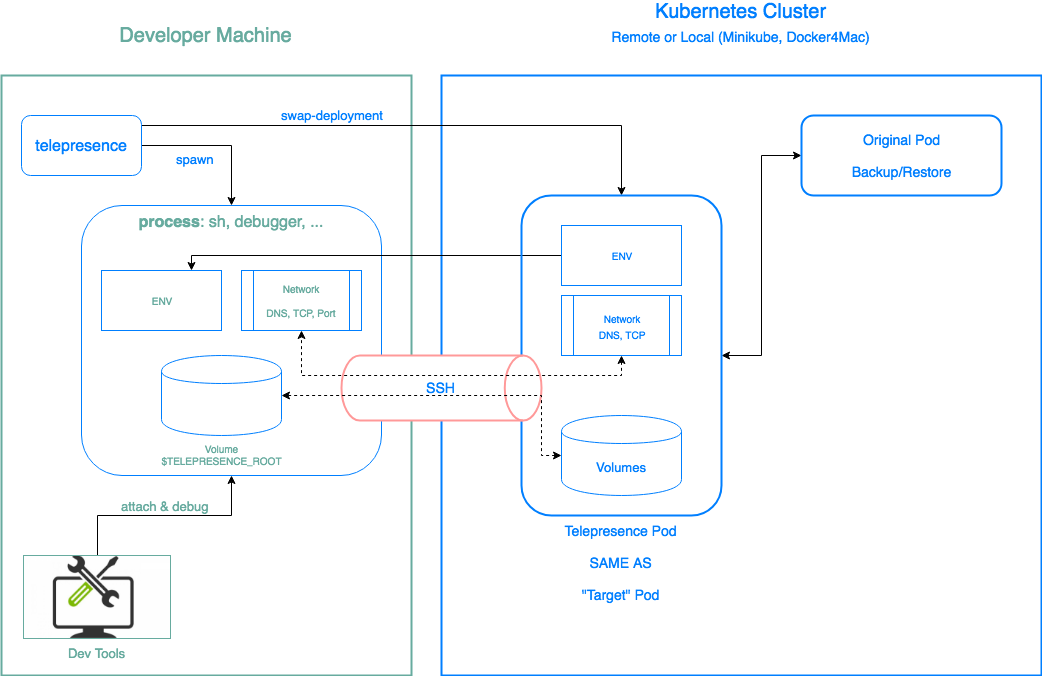 Developer Machine
Kubernetes Cluster
Remote or Local (Minikube, Docker4Mac)
telepresence
swap-deployment
spawn
process: sh, debugger, ...
ENV
Network
DNS, TCP, Port
Volume
$TELEPRESENCE_ROOT
attach & debug
Dev Tools
SSH
ENV
Network
DNS, TCP
Volumes
Telepresence Pod
SAME AS
"Target" Pod
Original Pod
Backup/Restore